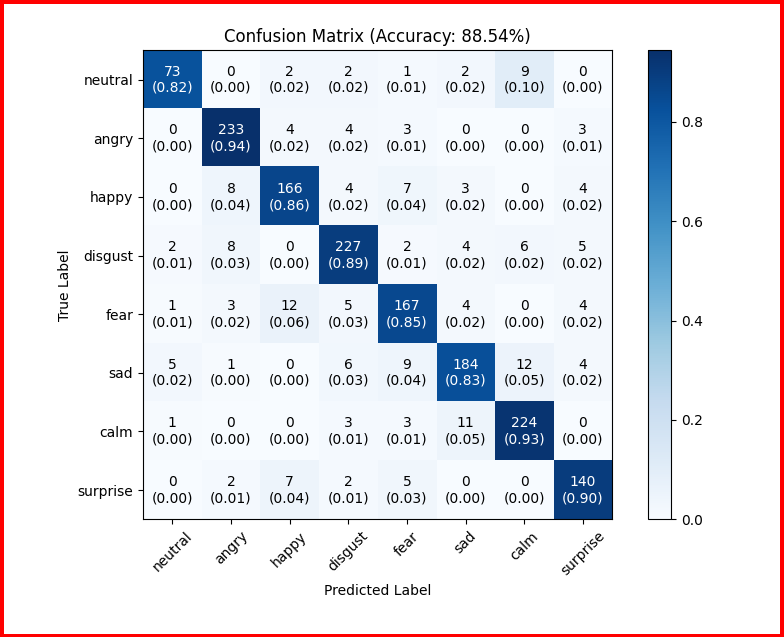 Confusion Matrix (Accuracy: 88.54%)
neutral 73 0 2 2 1 2 9 0
(0.82) (0.00) (0.02) (0.02) (0.01) (0.02) (0.10) (0.00)
angry 0 233 4 4 3 0 0 3
(0.00) (0.94) (0.02) (0.02) (0.01) (0.00) (0.00) (0.01)
happy 0 8 166 4 7 3 0 4
(0.00) (0.04) (0.86) (0.02) (0.04) (0.02) (0.00) (0.02)
disgust 2 8 0 227 2 4 6 5
(0.01) (0.03) (0.00) (0.89) (0.01) (0.02) (0.02) (0.02)
fear 1 3 12 5 167 4 0 4
(0.01) (0.02) (0.06) (0.03) (0.85) (0.02) (0.00) (0.02)
sad 5 1 0 6 9 184 12 4
(0.02) (0.00) (0.00) (0.03) (0.04) (0.83) (0.05) (0.02)
calm 1 0 0 3 3 11 224 0
(0.00) (0.00) (0.00) (0.01) (0.01) (0.05) (0.93) (0.00)
surprise 0 2 7 2 5 0 0 140
(0.00) (0.01) (0.04) (0.01) (0.03) (0.00) (0.00) (0.90)
neutral angry happy disgust fear sad calm surprise
Predicted Label
True Label
0.8
0.6
0.4
0.2
0.0